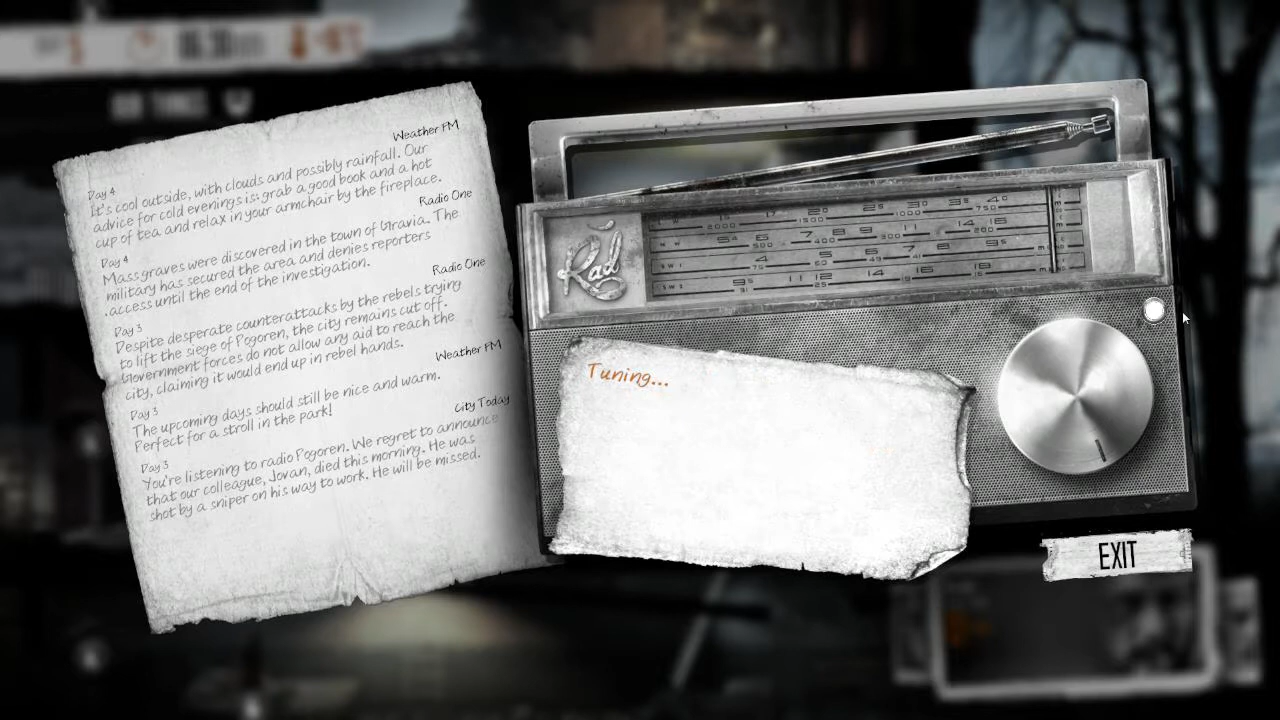 Weather FM
Day 4
It's cool outside, with clouds and possibly rainfall. Our
advice for cold evenings is: grab a good book and a hot
cup of tea and relax in your armchair by the fireplace.
Radio One
Day 4
Mass graves were discovered in the town of Gravia. The
military has secured the area and denies reporters
access until the end of the investigation.
Radio One
Day 3
Despite desperate counterattacks by the rebels trying
to lift the siege of Pogoren, the city remains cut off.
Government forces do not allow any aid to reach the
city, claiming it would end up in rebel hands.
Weather FM
Day 3
The upcoming days should still be nice and warm.
Perfect for a stroll in the park!
City Today
Day 3
You're listening to radio Pogoren. We regret to announce
that our colleague, Jovan, died this morning. He was
shot by a sniper on his way to work. He will be missed.
Rad
Tuning...
EXIT